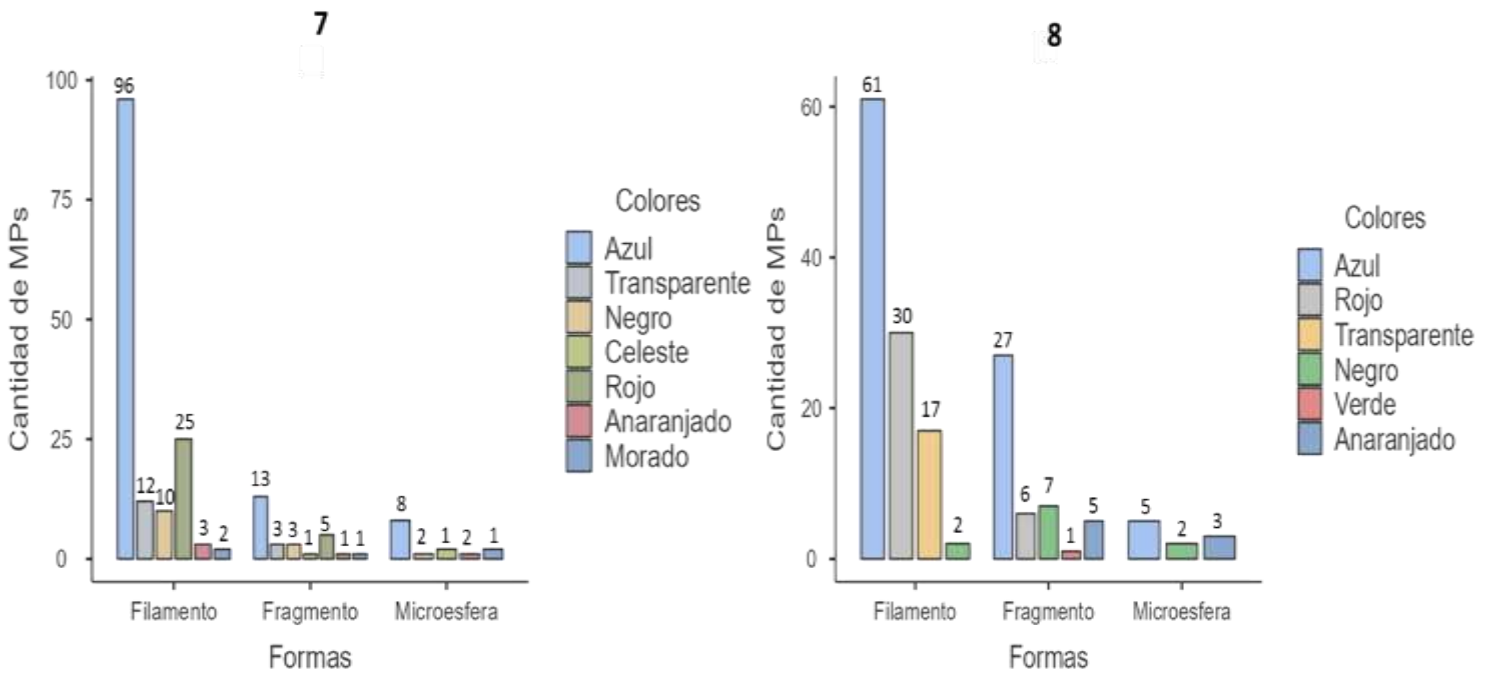 7
100
75
50
25
0
Cantidad de MPs
96
12
10
25
3
2
13
3
3
1
5
1
1
8
2
1
2
1
Filamento
Fragmento
Microesfera
Formas
Colores
Azul
Transparente
Negro
Celeste
Rojo
Anaranjado
Morado
8
60
40
20
0
Cantidad de MPs
61
30
17
2
27
6
7
1
5
5
2
3
Filamento
Fragmento
Microesfera
Formas
Colores
Azul
Rojo
Transparente
Negro
Verde
Anaranjado